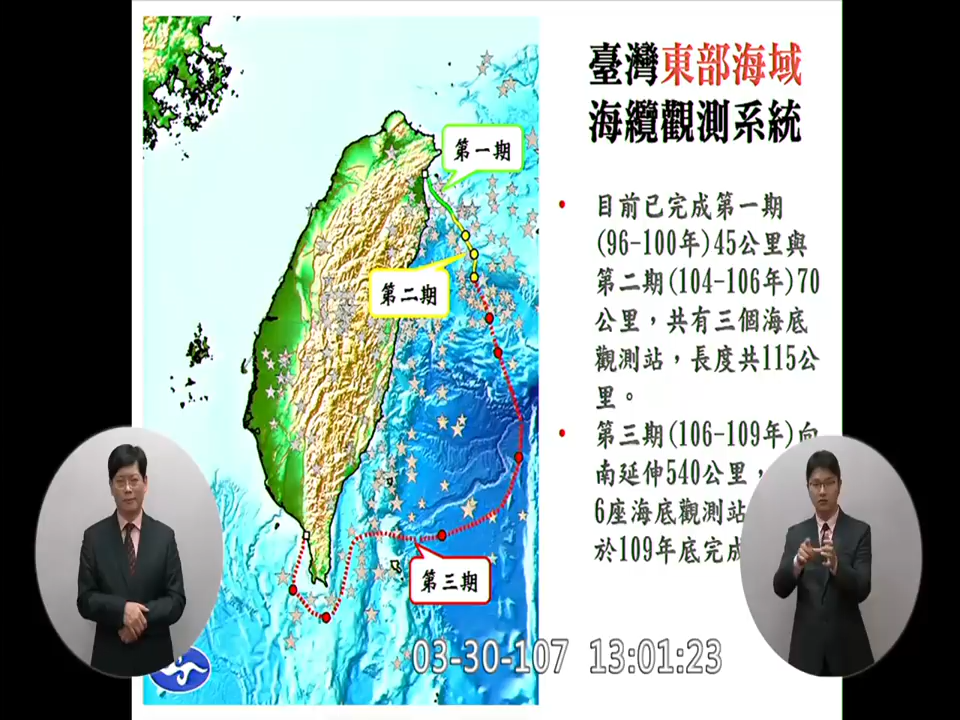 臺灣東部海域
海纜觀測系統
第一期
第二期
第三期
• 目前已完成第一期
(96-100年)45公里與
第二期(104-106年)70
公里，共有三個海底
觀測站，長度共115公
里。
• 第三期(106-109年)向
南延伸540公里，
6座海底觀測站
於109年底完成
03-30-107 13:01:23